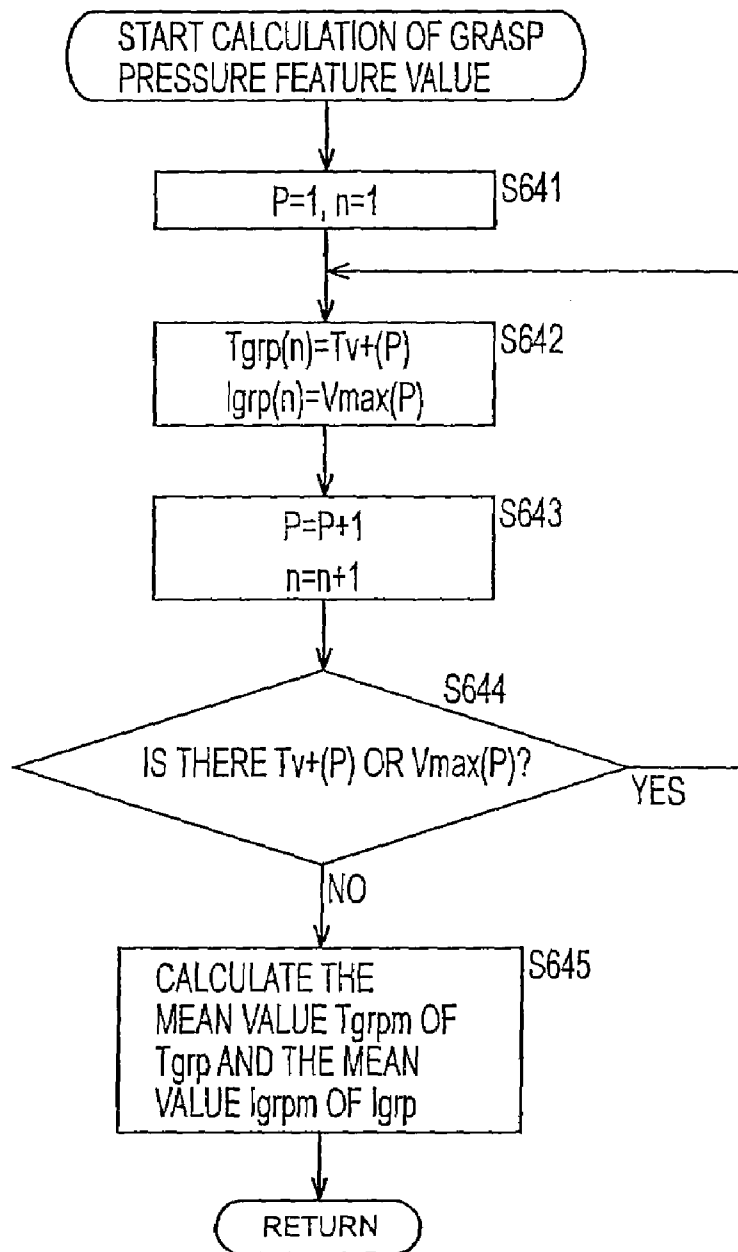 START CALCULATION OF GRASP
PRESSURE FEATURE VALUE
P=1, n=1
S641
Tgrp(n)=Tv+(P)
Igrp(n)=Vmax(P)
S642
P=P+1
n=n+1
S643
S644
IS THERE Tv+(P) OR Vmax(P)?
YES
NO
CALCULATE THE
MEAN VALUE Tgrpm OF
Tgrp AND THE MEAN
VALUE Igrpm OF Igrp
S645
RETURN